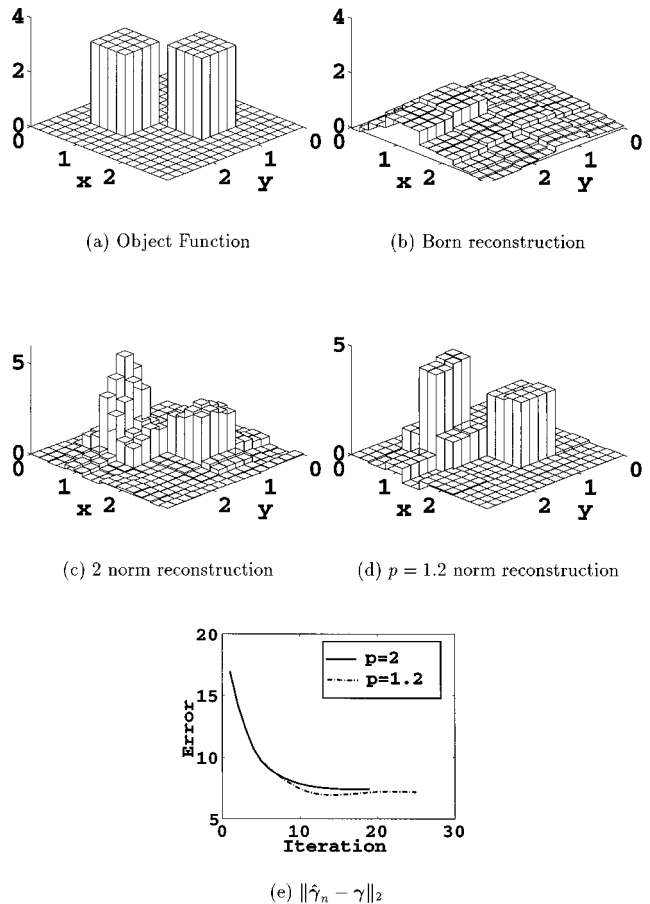 4
4
2
2
0
0
0
0
0
0
1
1
1
1
x 2
2 y
x 2
2 y
(a) Object Function
(b) Born reconstruction
5
5
0
0
0
0
0
0
1
1
1
1
x 2
2 y
x 2
2 y
(c) 2 norm reconstruction
(d) p = 1.2 norm reconstruction
20
p=2
p=1.2
15
Error
10
5
0
10
20
30
Iteration
(e) ‖γ̂ₙ − γ‖₂